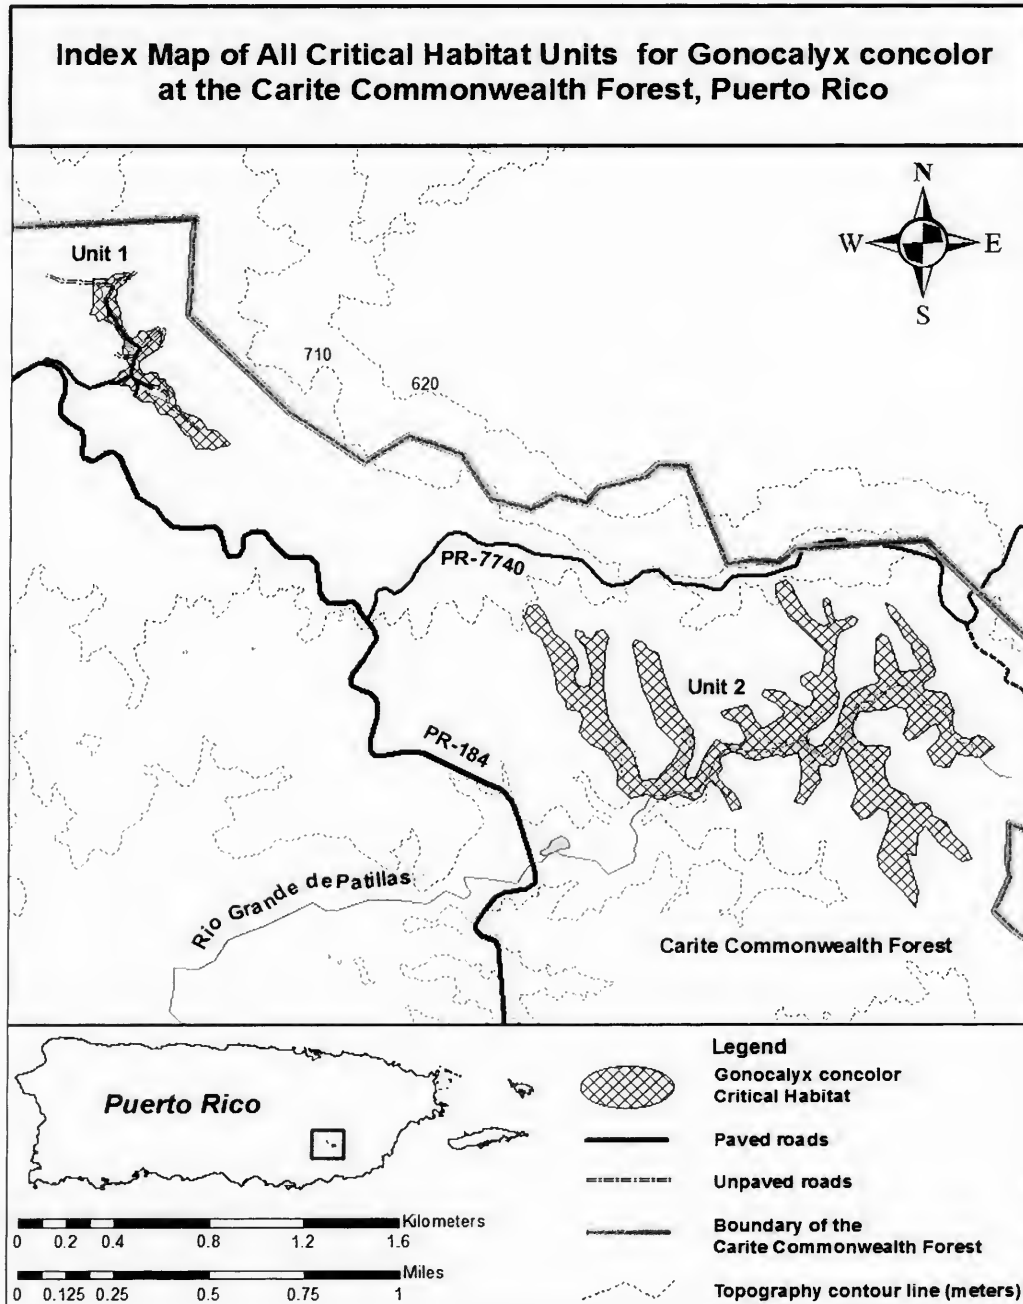 Index Map of All Critical Habitat Units for Gonocalyx concolor
at the Carite Commonwealth Forest, Puerto Rico
N
W
E
S
Unit 1
710
620
PR-7740
Unit 2
PR-184
Rio Grande de Patillas
Carite Commonwealth Forest
Puerto Rico
Legend
Gonocalyx concolor
Critical Habitat
Paved roads
Unpaved roads
Boundary of the
Carite Commonwealth Forest
Topography contour line (meters)
Kilometers
0 0.2 0.4 0.8 1.2 1.6
Miles
0 0.125 0.25 0.5 0.75 1